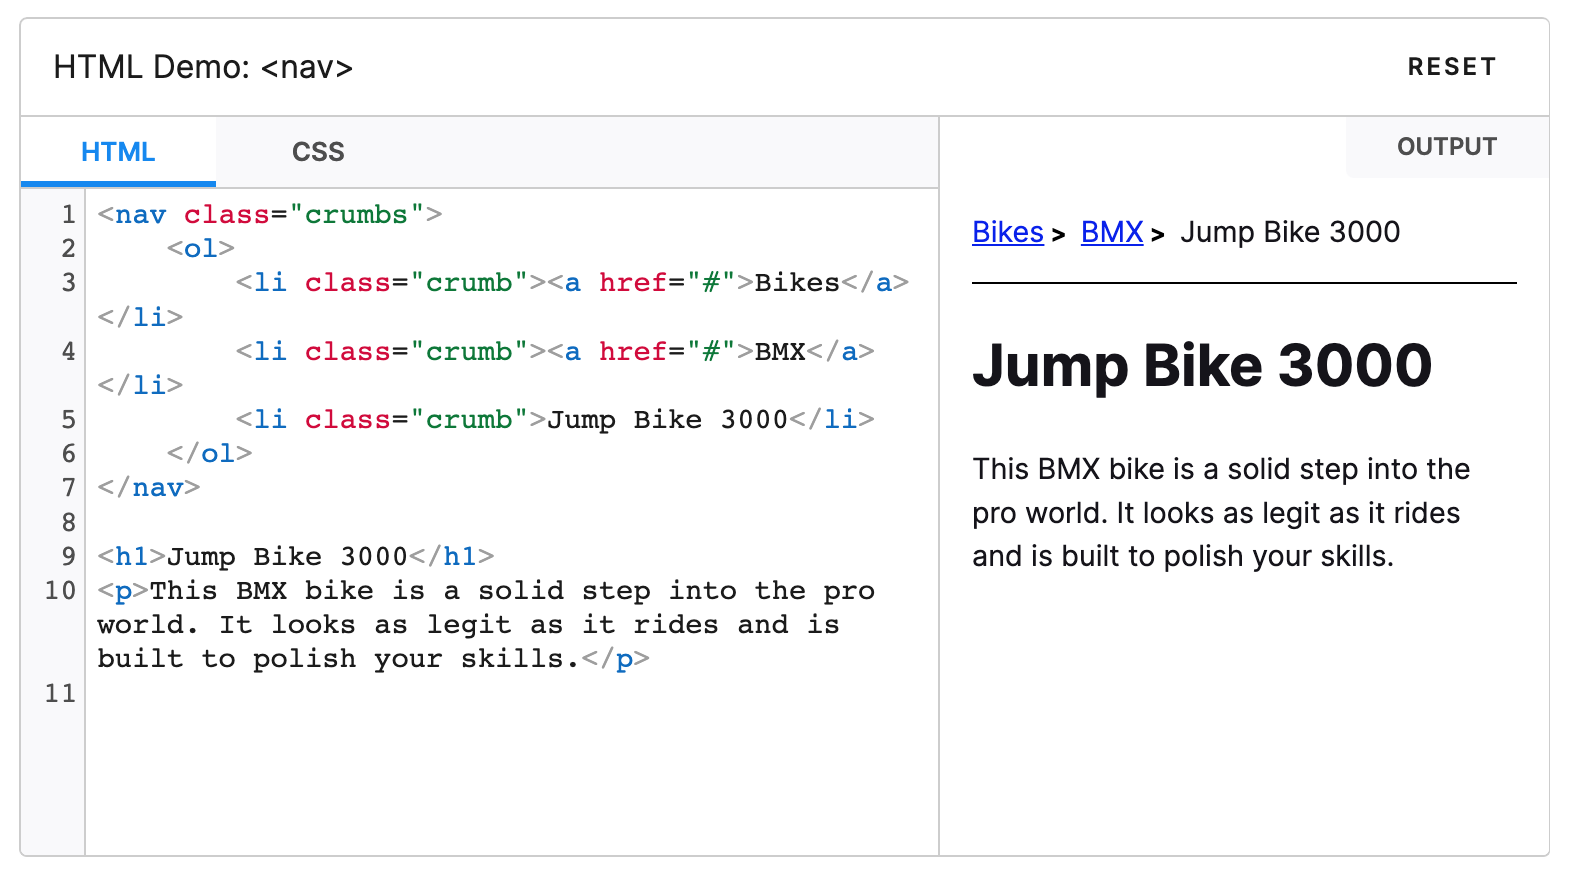 HTML Demo: <nav>
RESET
HTML
CSS
1 <nav class="crumbs">
2     <ol>
3         <li class="crumb"><a href="#">Bikes</a>
</li>
4         <li class="crumb"><a href="#">BMX</a>
</li>
5         <li class="crumb">Jump Bike 3000</li>
6     </ol>
7 </nav>
8
9 <h1>Jump Bike 3000</h1>
10 <p>This BMX bike is a solid step into the pro
world. It looks as legit as it rides and is
built to polish your skills.</p>
11
OUTPUT
Bikes > BMX > Jump Bike 3000
Jump Bike 3000
This BMX bike is a solid step into the
pro world. It looks as legit as it rides
and is built to polish your skills.